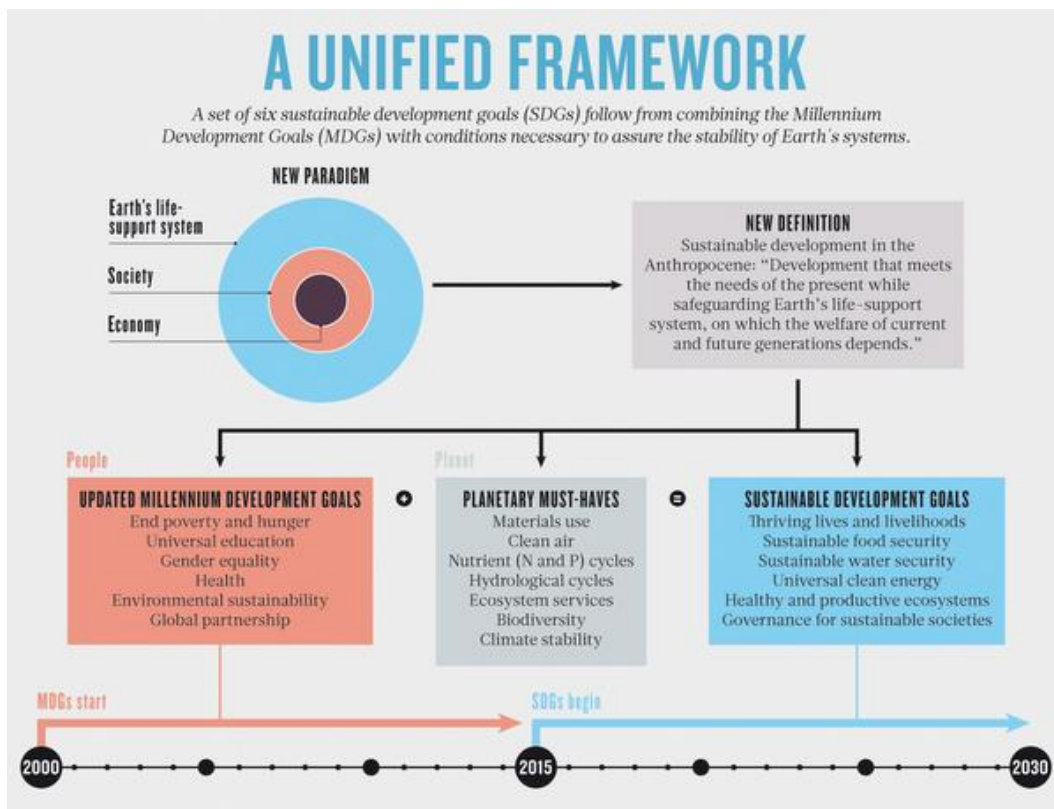 A UNIFIED FRAMEWORK
A set of six sustainable development goals (SDGs) follow from combining the Millennium
Development Goals (MDGs) with conditions necessary to assure the stability of Earth's systems.
NEW PARADIGM
Earth's life-
support system
Society
Economy
NEW DEFINITION
Sustainable development in the
Anthropocene: “Development that meets
the needs of the present while
safeguarding Earth's life-support
system, on which the welfare of current
and future generations depends.”
People
UPDATED MILLENNIUM DEVELOPMENT GOALS
End poverty and hunger
Universal education
Gender equality
Health
Environmental sustainability
Global partnership
+
Planet
PLANETARY MUST-HAVES
Materials use
Clean air
Nutrient (N and P) cycles
Hydrological cycles
Ecosystem services
Biodiversity
Climate stability
=
SUSTAINABLE DEVELOPMENT GOALS
Thriving lives and livelihoods
Sustainable food security
Sustainable water security
Universal clean energy
Healthy and productive ecosystems
Governance for sustainable societies
MDGs start
SDGs begin
2000
2015
2030